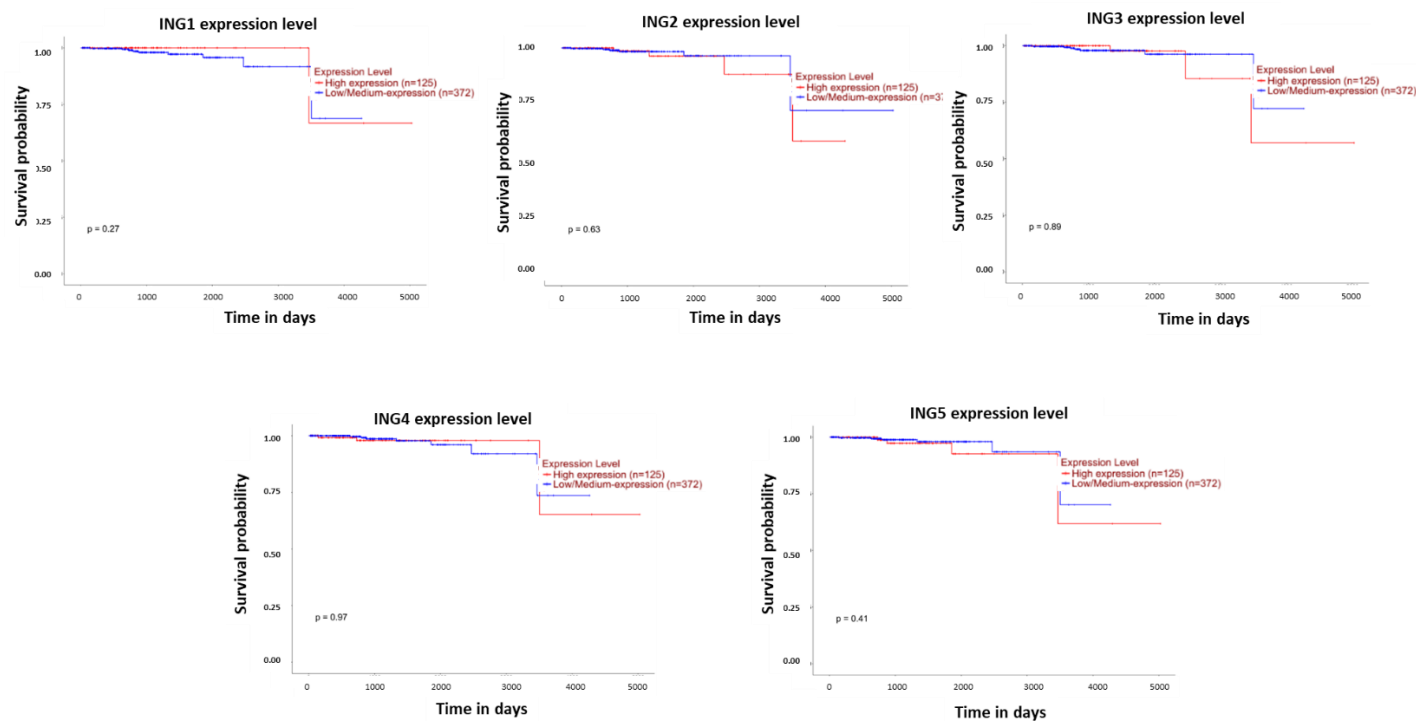 ING1 expression level
1.00
0.75
0.50
0.25
0.00
Survival probability
Expression Level
High expression (n=125)
Low/Medium-expression (n=372)
p = 0.27
0 1000 2000 3000 4000 5000
Time in days
ING2 expression level
1.00
0.75
0.50
0.25
0.00
Survival probability
Expression Level
High expression (n=125)
Low/Medium-expression (n=37
p = 0.63
0 1000 2000 3000 4000 5000
Time in days
ING3 expression level
1.00
0.75
0.50
0.25
0.00
Survival probability
Expression Level
High expression (n=125)
Low/Medium-expression (n=372)
p = 0.89
0 1000 2000 3000 4000 5000
Time in days
ING4 expression level
1.00
0.75
0.50
0.25
0.00
Survival probability
Expression Level
High expression (n=125)
Low/Medium-expression (n=372)
p = 0.97
0 1000 2000 3000 4000 5000
Time in days
ING5 expression level
1.00
0.75
0.50
0.25
0.00
Survival probability
Expression Level
High expression (n=125)
Low/Medium-expression (n=372)
p = 0.41
0 1000 2000 3000 4000 5000
Time in days